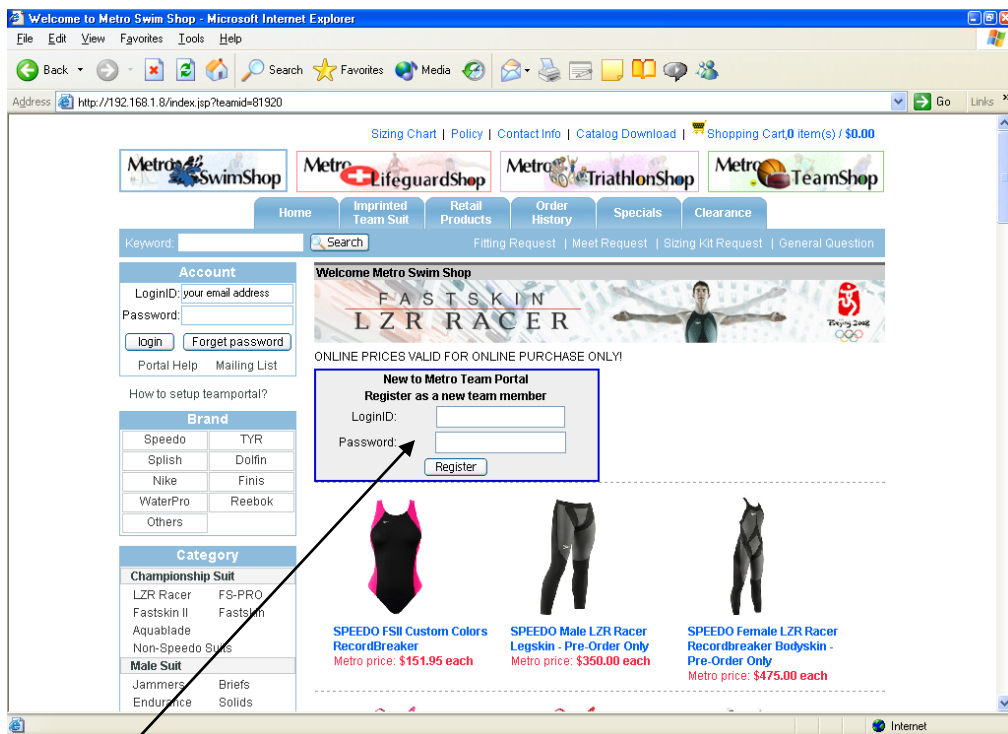 Welcome to Metro Swim Shop - Microsoft Internet Explorer
File Edit View Favorites Tools Help
Back Search Favorites Media
Address http://192.168.1.8/index.jsp?teamid=81920 Go Links »
Sizing Chart | Policy | Contact Info | Catalog Download | Shopping Cart,0 item(s) / $0.00
Metro SwimShop Metro LifeguardShop Metro TriathlonShop Metro TeamShop
Home Imprinted Team Suit Retail Products Order History Specials Clearance
Keyword: Search Fitting Request | Meet Request | Sizing Kit Request | General Question
Account
LoginID: your email address
Password:
login Forget password
Portal Help Mailing List
How to setup teamportal?
Brand
Speedo TYR
Splish Dolfin
Nike Finis
WaterPro Reebok
Others
Category
Championship Suit
LZR Racer FS-PRO
Fastskin II Fastskin
Aquablade
Non-Speedo Suits
Male Suit
Jammers Briefs
Endurance Solids
Welcome Metro Swim Shop
FASTSKIN
LZR RACER
Beijing 2008
ONLINE PRICES VALID FOR ONLINE PURCHASE ONLY!
New to Metro Team Portal
Register as a new team member
LoginID:
Password:
Register
SPEEDO FSII Custom Colors
RecordBreaker
Metro price: $151.95 each
SPEEDO Male LZR Racer
Legskin - Pre-Order Only
Metro price: $350.00 each
SPEEDO Female LZR Racer
Recordbreaker Bodyskin -
Pre-Order Only
Metro price: $475.00 each
Internet